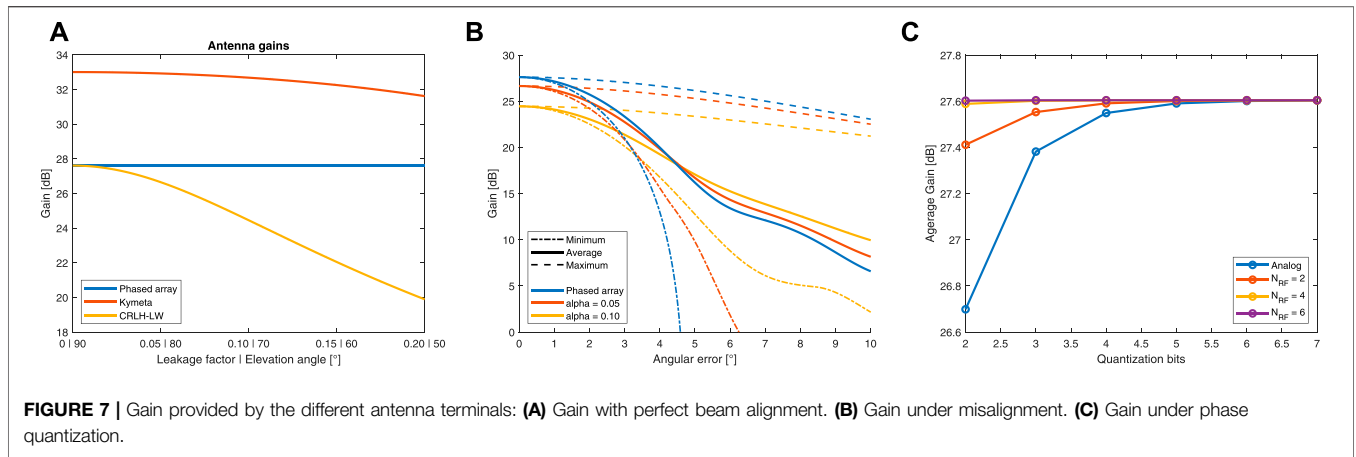 A
Antenna gains
34
32
30
28
26
24
22
20
18
Gain [dB]
Phased array
Kymeta
CRLH-LW
0 | 90
0.05 | 80
0.10 | 70
0.15 | 60
0.20 | 50
Leakage factor | Elevation angle [°]
B
30
25
20
15
10
5
0
Gain [dB]
Minimum
Average
Maximum
Phased array
alpha = 0.05
alpha = 0.10
0 1 2 3 4 5 6 7 8 9 10
Angular error [°]
C
27.8
27.6
27.4
27.2
27
26.8
26.6
Agerage Gain [dB]
Analog
N_RF = 2
N_RF = 4
N_RF = 6
2 2.5 3 3.5 4 4.5 5 5.5 6 6.5 7
Quantization bits
FIGURE 7 | Gain provided by the different antenna terminals: (A) Gain with perfect beam alignment. (B) Gain under misalignment. (C) Gain under phase
quantization.